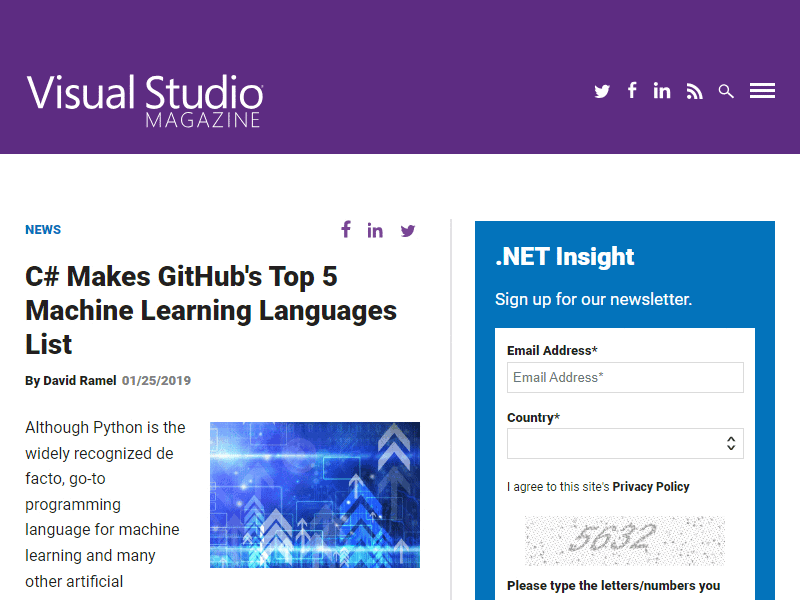 Visual Studio
MAGAZINE
NEWS
C# Makes GitHub's Top 5
Machine Learning Languages
List
By David Ramel 01/25/2019
Although Python is the
widely recognized de
facto, go-to
programming
language for machine
learning and many
other artificial
.NET Insight
Sign up for our newsletter.
Email Address*
Email Address*
Country*
I agree to this site's Privacy Policy
5632
Please type the letters/numbers you